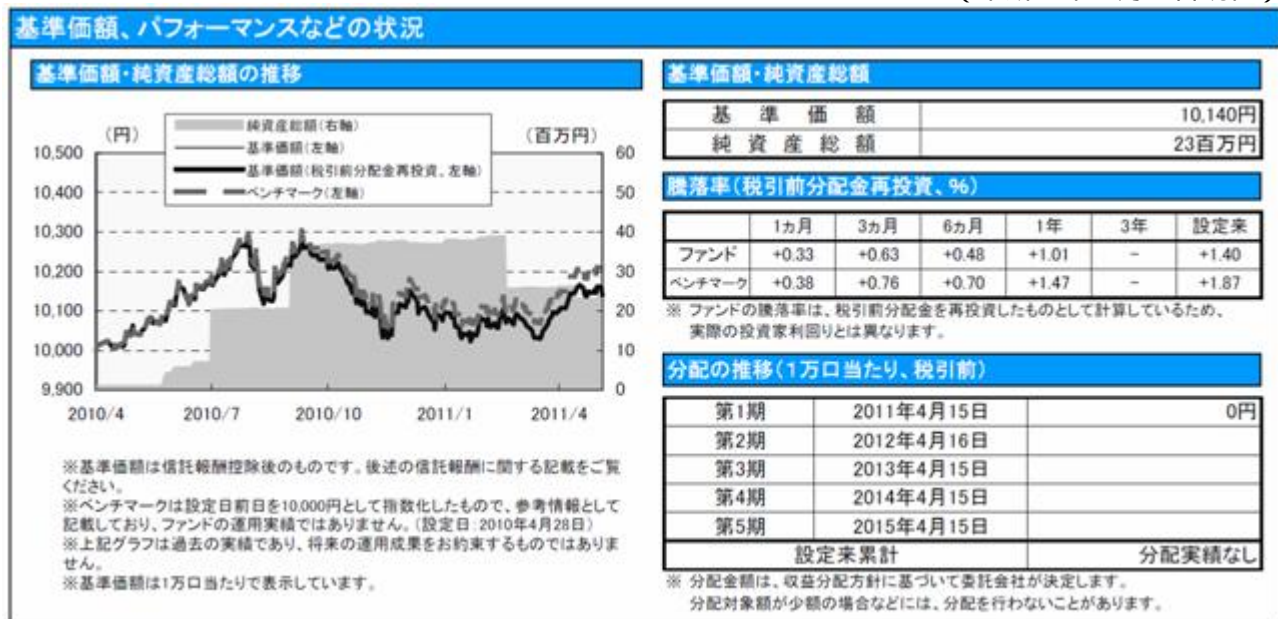 基準価額、パフォーマンスなどの状況
基準価額・純資産総額の推移
(円)
(百万円)
純資産総額(右軸)
基準価額(左軸)
基準価額(税引前分配金再投資、左軸)
ベンチマーク(左軸)
10,500
10,400
10,300
10,200
10,100
10,000
9,900
60
50
40
30
20
10
0
2010/4 2010/7 2010/10 2011/1 2011/4
※基準価額は信託報酬控除後のものです。後述の信託報酬に関する記載をご覧
ください。
※ベンチマークは設定日前日を10,000円として指数化したもので、参考情報として
記載しており、ファンドの運用実績ではありません。(設定日:2010年4月28日)
※上記グラフは過去の実績であり、将来の運用成果をお約束するものではありま
せん。
※基準価額は1万口当たりで表示しています。
基準価額・純資産総額
基準価額 10,140円
純資産総額 23百万円
騰落率(税引前分配金再投資、%)
1ヵ月 3ヵ月 6ヵ月 1年 3年 設定来
ファンド +0.33 +0.63 +0.48 +1.01 - +1.40
ベンチマーク +0.38 +0.76 +0.70 +1.47 - +1.87
※ ファンドの騰落率は、税引前分配金を再投資したものとして計算しているため、
実際の投資家利回りとは異なります。
分配の推移(1万口当たり、税引前)
第1期 2011年4月15日 0円
第2期 2012年4月16日
第3期 2013年4月15日
第4期 2014年4月15日
第5期 2015年4月15日
設定来累計 分配実績なし
※ 分配金額は、収益分配方針に基づいて委託会社が決定します。
分配対象額が少額の場合などには、分配を行わないことがあります。